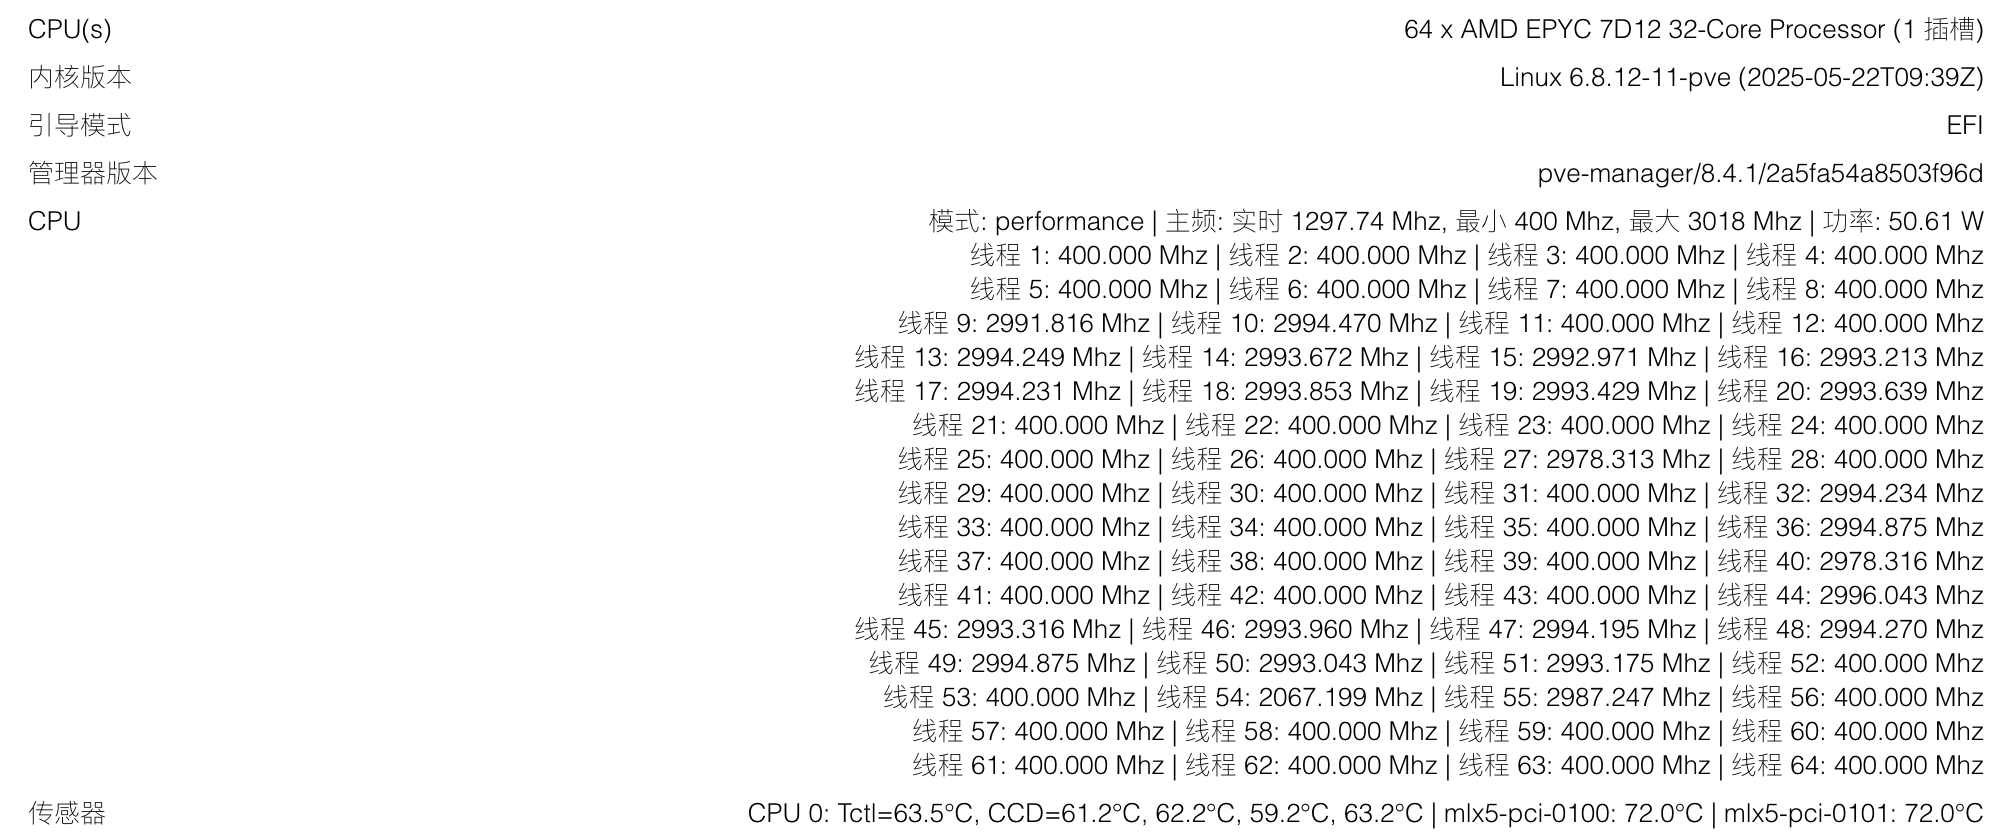 CPU(s) 64 x AMD EPYC 7D12 32-Core Processor (1 插槽)
内核版本 Linux 6.8.12-11-pve (2025-05-22T09:39Z)
引导模式 EFI
管理器版本 pve-manager/8.4.1/2a5fa54a8503f96d
CPU 模式: performance | 主频: 实时 1297.74 Mhz, 最小 400 Mhz, 最大 3018 Mhz | 功率: 50.61 W
线程 1: 400.000 Mhz | 线程 2: 400.000 Mhz | 线程 3: 400.000 Mhz | 线程 4: 400.000 Mhz
线程 5: 400.000 Mhz | 线程 6: 400.000 Mhz | 线程 7: 400.000 Mhz | 线程 8: 400.000 Mhz
线程 9: 2991.816 Mhz | 线程 10: 2994.470 Mhz | 线程 11: 400.000 Mhz | 线程 12: 400.000 Mhz
线程 13: 2994.249 Mhz | 线程 14: 2993.672 Mhz | 线程 15: 2992.971 Mhz | 线程 16: 2993.213 Mhz
线程 17: 2994.231 Mhz | 线程 18: 2993.853 Mhz | 线程 19: 2993.429 Mhz | 线程 20: 2993.639 Mhz
线程 21: 400.000 Mhz | 线程 22: 400.000 Mhz | 线程 23: 400.000 Mhz | 线程 24: 400.000 Mhz
线程 25: 400.000 Mhz | 线程 26: 400.000 Mhz | 线程 27: 2978.313 Mhz | 线程 28: 400.000 Mhz
线程 29: 400.000 Mhz | 线程 30: 400.000 Mhz | 线程 31: 400.000 Mhz | 线程 32: 2994.234 Mhz
线程 33: 400.000 Mhz | 线程 34: 400.000 Mhz | 线程 35: 400.000 Mhz | 线程 36: 2994.875 Mhz
线程 37: 400.000 Mhz | 线程 38: 400.000 Mhz | 线程 39: 400.000 Mhz | 线程 40: 2978.316 Mhz
线程 41: 400.000 Mhz | 线程 42: 400.000 Mhz | 线程 43: 400.000 Mhz | 线程 44: 2996.043 Mhz
线程 45: 2993.316 Mhz | 线程 46: 2993.960 Mhz | 线程 47: 2994.195 Mhz | 线程 48: 2994.270 Mhz
线程 49: 2994.875 Mhz | 线程 50: 2993.043 Mhz | 线程 51: 2993.175 Mhz | 线程 52: 400.000 Mhz
线程 53: 400.000 Mhz | 线程 54: 2067.199 Mhz | 线程 55: 2987.247 Mhz | 线程 56: 400.000 Mhz
线程 57: 400.000 Mhz | 线程 58: 400.000 Mhz | 线程 59: 400.000 Mhz | 线程 60: 400.000 Mhz
线程 61: 400.000 Mhz | 线程 62: 400.000 Mhz | 线程 63: 400.000 Mhz | 线程 64: 400.000 Mhz
传感器 CPU 0: Tctl=63.5°C, CCD=61.2°C, 62.2°C, 59.2°C, 63.2°C | mlx5-pci-0100: 72.0°C | mlx5-pci-0101: 72.0°C